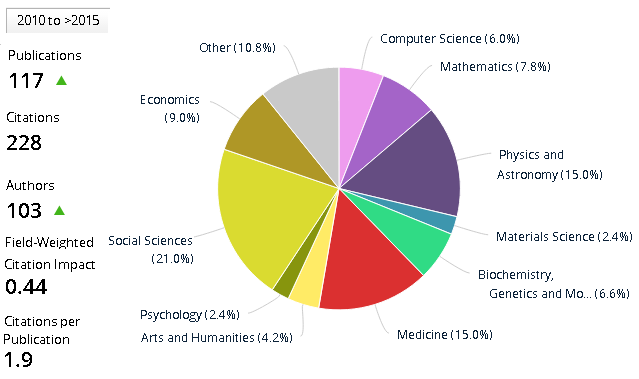 2010 to >2015
Publications
117
Citations
228
Authors
103
Field-Weighted
Citation Impact
0.44
Citations per
Publication
1.9
Computer Science (6.0%)
Mathematics (7.8%)
Physics and
Astronomy (15.0%)
Materials Science (2.4%)
Biochemistry,
Genetics and Mo... (6.6%)
Medicine (15.0%)
Arts and Humanities (4.2%)
Psychology (2.4%)
Social Sciences
(21.0%)
Economics
(9.0%)
Other (10.8%)